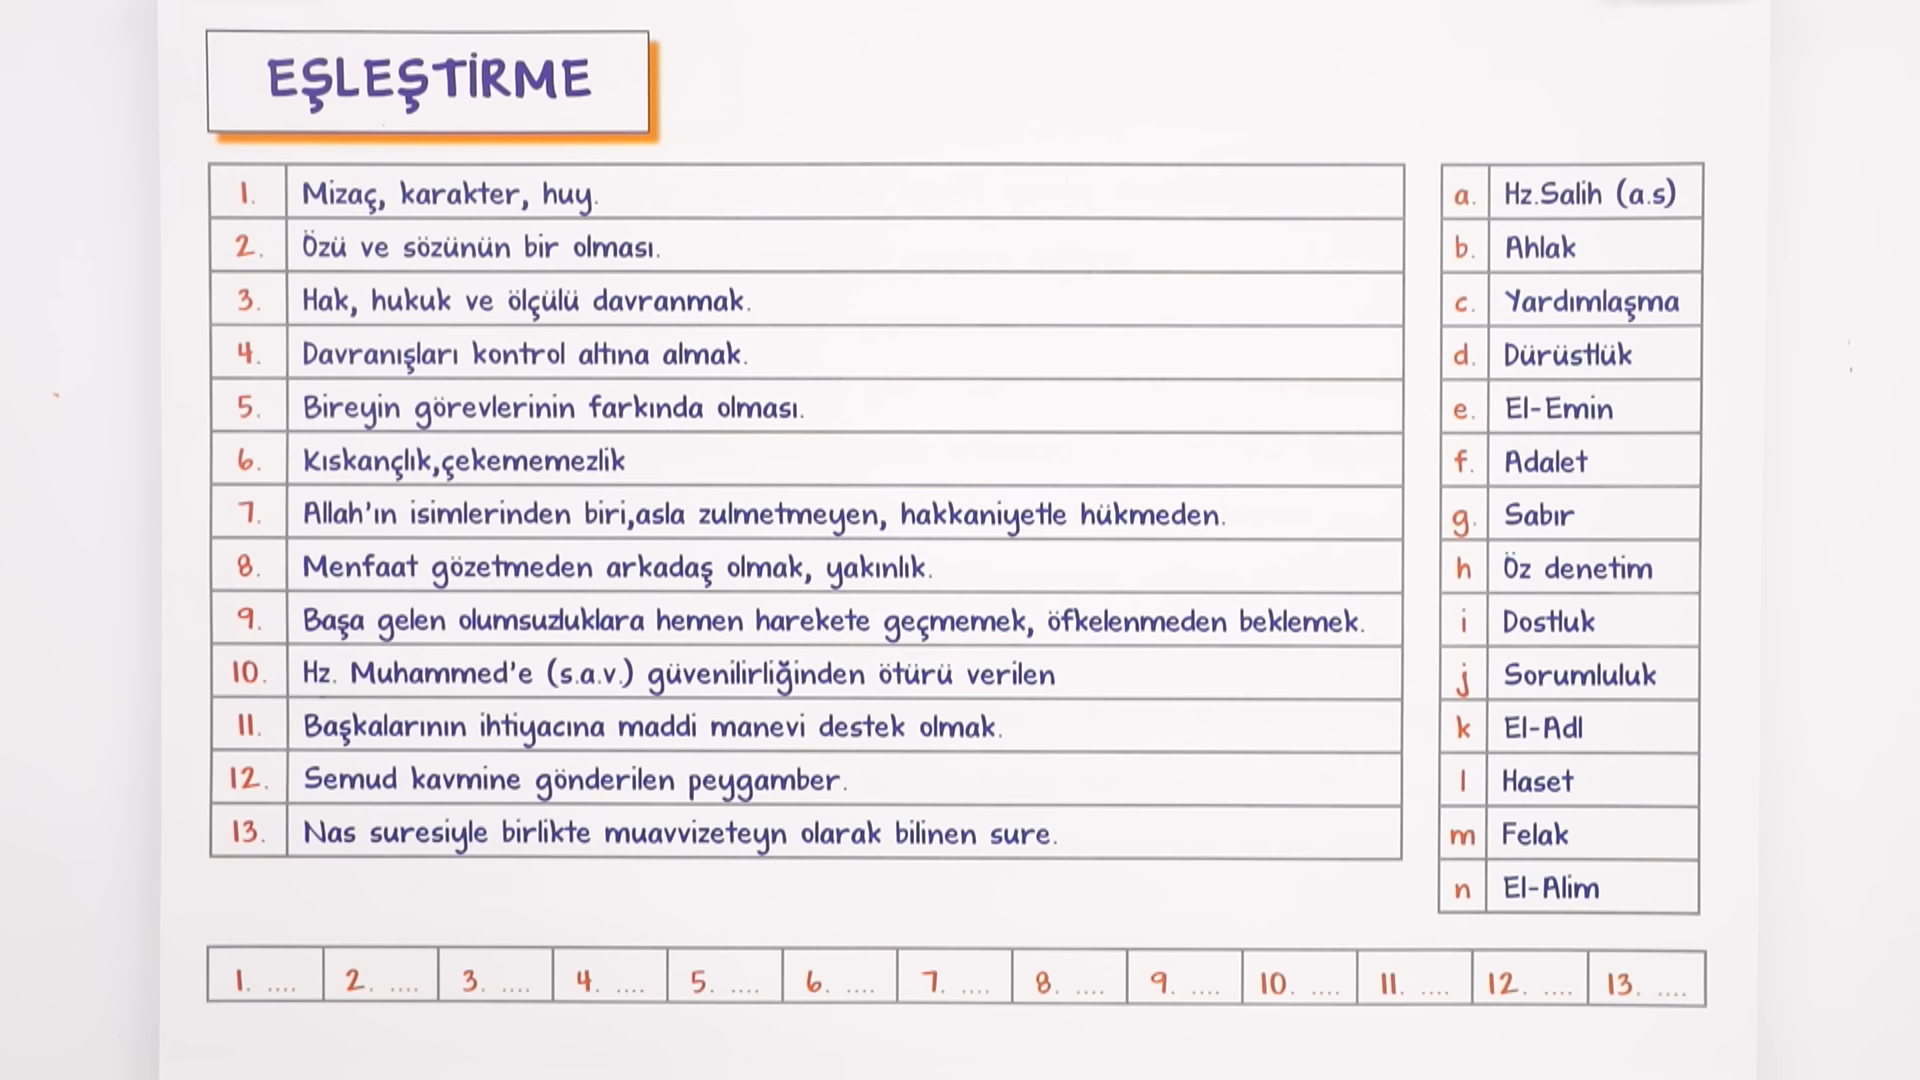 EŞLEŞTİRME
1. Mizaç, karakter, huy.
2. Özü ve sözünün bir olması.
3. Hak, hukuk ve ölçülü davranmak.
4. Davranışları kontrol altına almak.
5. Bireyin görevlerinin farkında olması.
6. Kıskançlık,çekememezlik
7. Allah'ın isimlerinden biri,asla zulmetmeyen, hakkaniyetle hükmeden.
8. Menfaat gözetmeden arkadaş olmak, yakınlık.
9. Başa gelen olumsuzluklara hemen harekete geçmemek, öfkelenmeden beklemek.
10. Hz. Muhammed'e (s.a.v.) güvenilirliğinden ötürü verilen
11. Başkalarının ihtiyacına maddi manevi destek olmak.
12. Semud kavmine gönderilen peygamber.
13. Nas suresiyle birlikte muavvizeteyn olarak bilinen sure.
a. Hz.Salih (a.s)
b. Ahlak
c. Yardımlaşma
d. Dürüstlük
e. El-Emin
f. Adalet
g. Sabır
h Öz denetim
i Dostluk
j Sorumluluk
k El-Adl
l Haset
m Felak
n El-Alim
1. .... 2. .... 3. .... 4. .... 5. .... 6. .... 7. .... 8. .... 9. .... 10. .... 11. .... 12. .... 13. ....